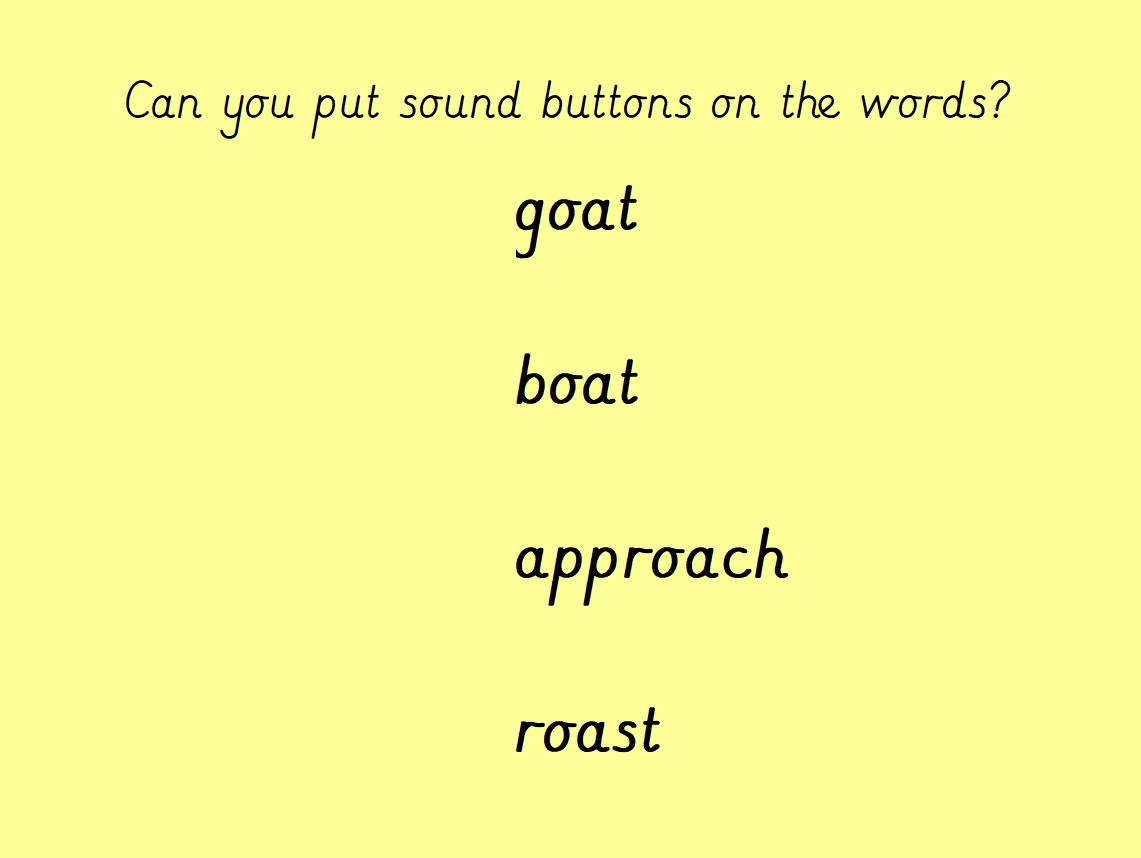 Can you put sound buttons on the words?
goat
boat
approach
roast